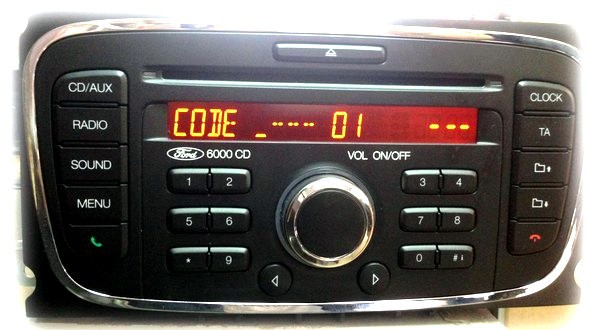 CD/AUX
CLOCK
RADIO
CODE _---- 01 ---
TA
Ford 6000 CD
VOL ON/OFF
SOUND
1 2
3 4
MENU
5 6
7 8
* 9
0 # i